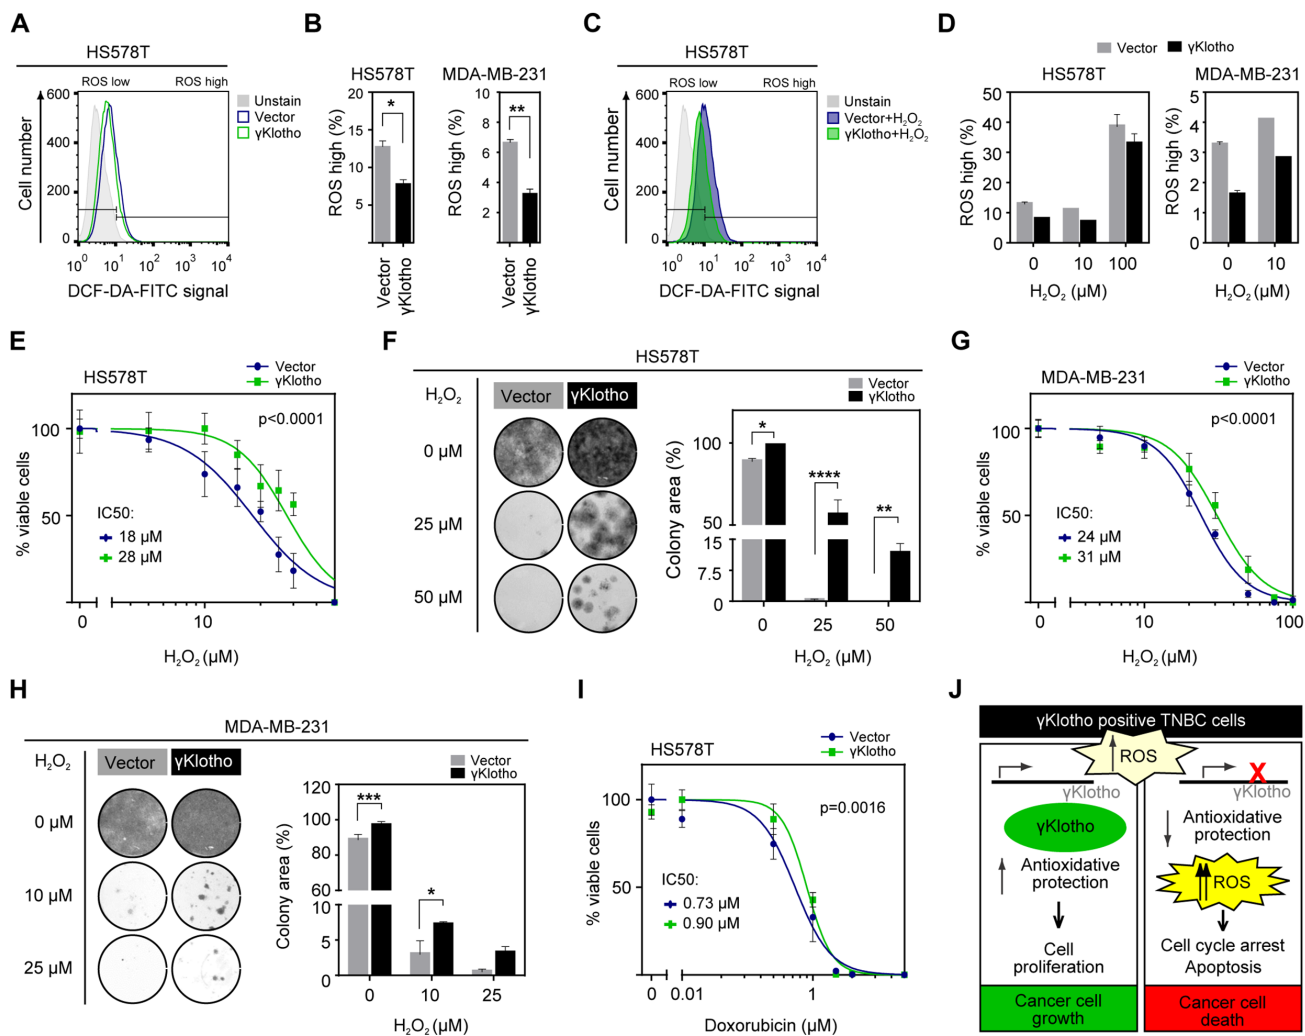 A
HS578T
ROS low
ROS high
Cell number
600
400
200
0
10^0
10^1
10^2
10^3
10^4
DCF-DA-FITC signal
Unstain
Vector
γKlotho
B
HS578T
ROS high (%)
20
15
10
5
*
Vector
γKlotho
MDA-MB-231
ROS high (%)
10
8
6
4
2
**
Vector
γKlotho
C
HS578T
ROS low
ROS high
Cell number
600
400
200
0
10^0
10^1
10^2
10^3
10^4
DCF-DA-FITC signal
Unstain
Vector+H₂O₂
γKlotho+H₂O₂
D
Vector
γKlotho
HS578T
ROS high (%)
50
40
30
20
10
0
0
10
100
H₂O₂ (µM)
MDA-MB-231
ROS high (%)
5
4
3
2
1
0
0
10
H₂O₂ (µM)
E
HS578T
Vector
γKlotho
p<0.0001
% viable cells
100
50
IC50:
18 µM
28 µM
0
10
H₂O₂ (µM)
F
HS578T
H₂O₂
Vector
γKlotho
0 µM
25 µM
50 µM
Vector
γKlotho
Colony area (%)
100
50
15
7.5
0
*
****
**
0
25
50
H₂O₂ (µM)
G
MDA-MB-231
Vector
γKlotho
p<0.0001
% viable cells
100
50
IC50:
24 µM
31 µM
0
10
100
H₂O₂ (µM)
H
MDA-MB-231
H₂O₂
Vector
γKlotho
0 µM
10 µM
25 µM
Vector
γKlotho
Colony area (%)
120
100
80
60
10
5
0
***
*
0
10
25
H₂O₂ (µM)
I
HS578T
Vector
γKlotho
p=0.0016
% viable cells
100
50
IC50:
0.73 µM
0.90 µM
0
0.01
1
Doxorubicin (µM)
J
γKlotho positive TNBC cells
ROS
γKlotho
γKlotho
Antioxidative
protection
Cell
proliferation
Cancer cell
growth
X
γKlotho
Antioxidative
protection
ROS
Cell cycle arrest
Apoptosis
Cancer cell
death